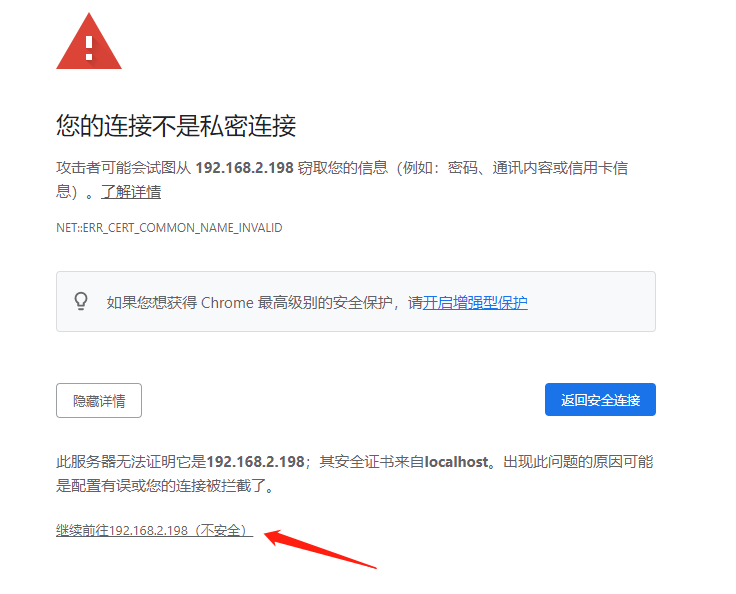 您的连接不是私密连接
攻击者可能会试图从 192.168.2.198 窃取您的信息（例如：密码、通讯内容或信用卡信
息）。了解详情
NET::ERR_CERT_COMMON_NAME_INVALID
如果您想获得 Chrome 最高级别的安全保护，请开启增强型保护
隐藏详情
返回安全连接
此服务器无法证明它是192.168.2.198；其安全证书来自localhost。出现此问题的原因可能
是配置有误或您的连接被拦截了。
继续前往192.168.2.198（不安全）